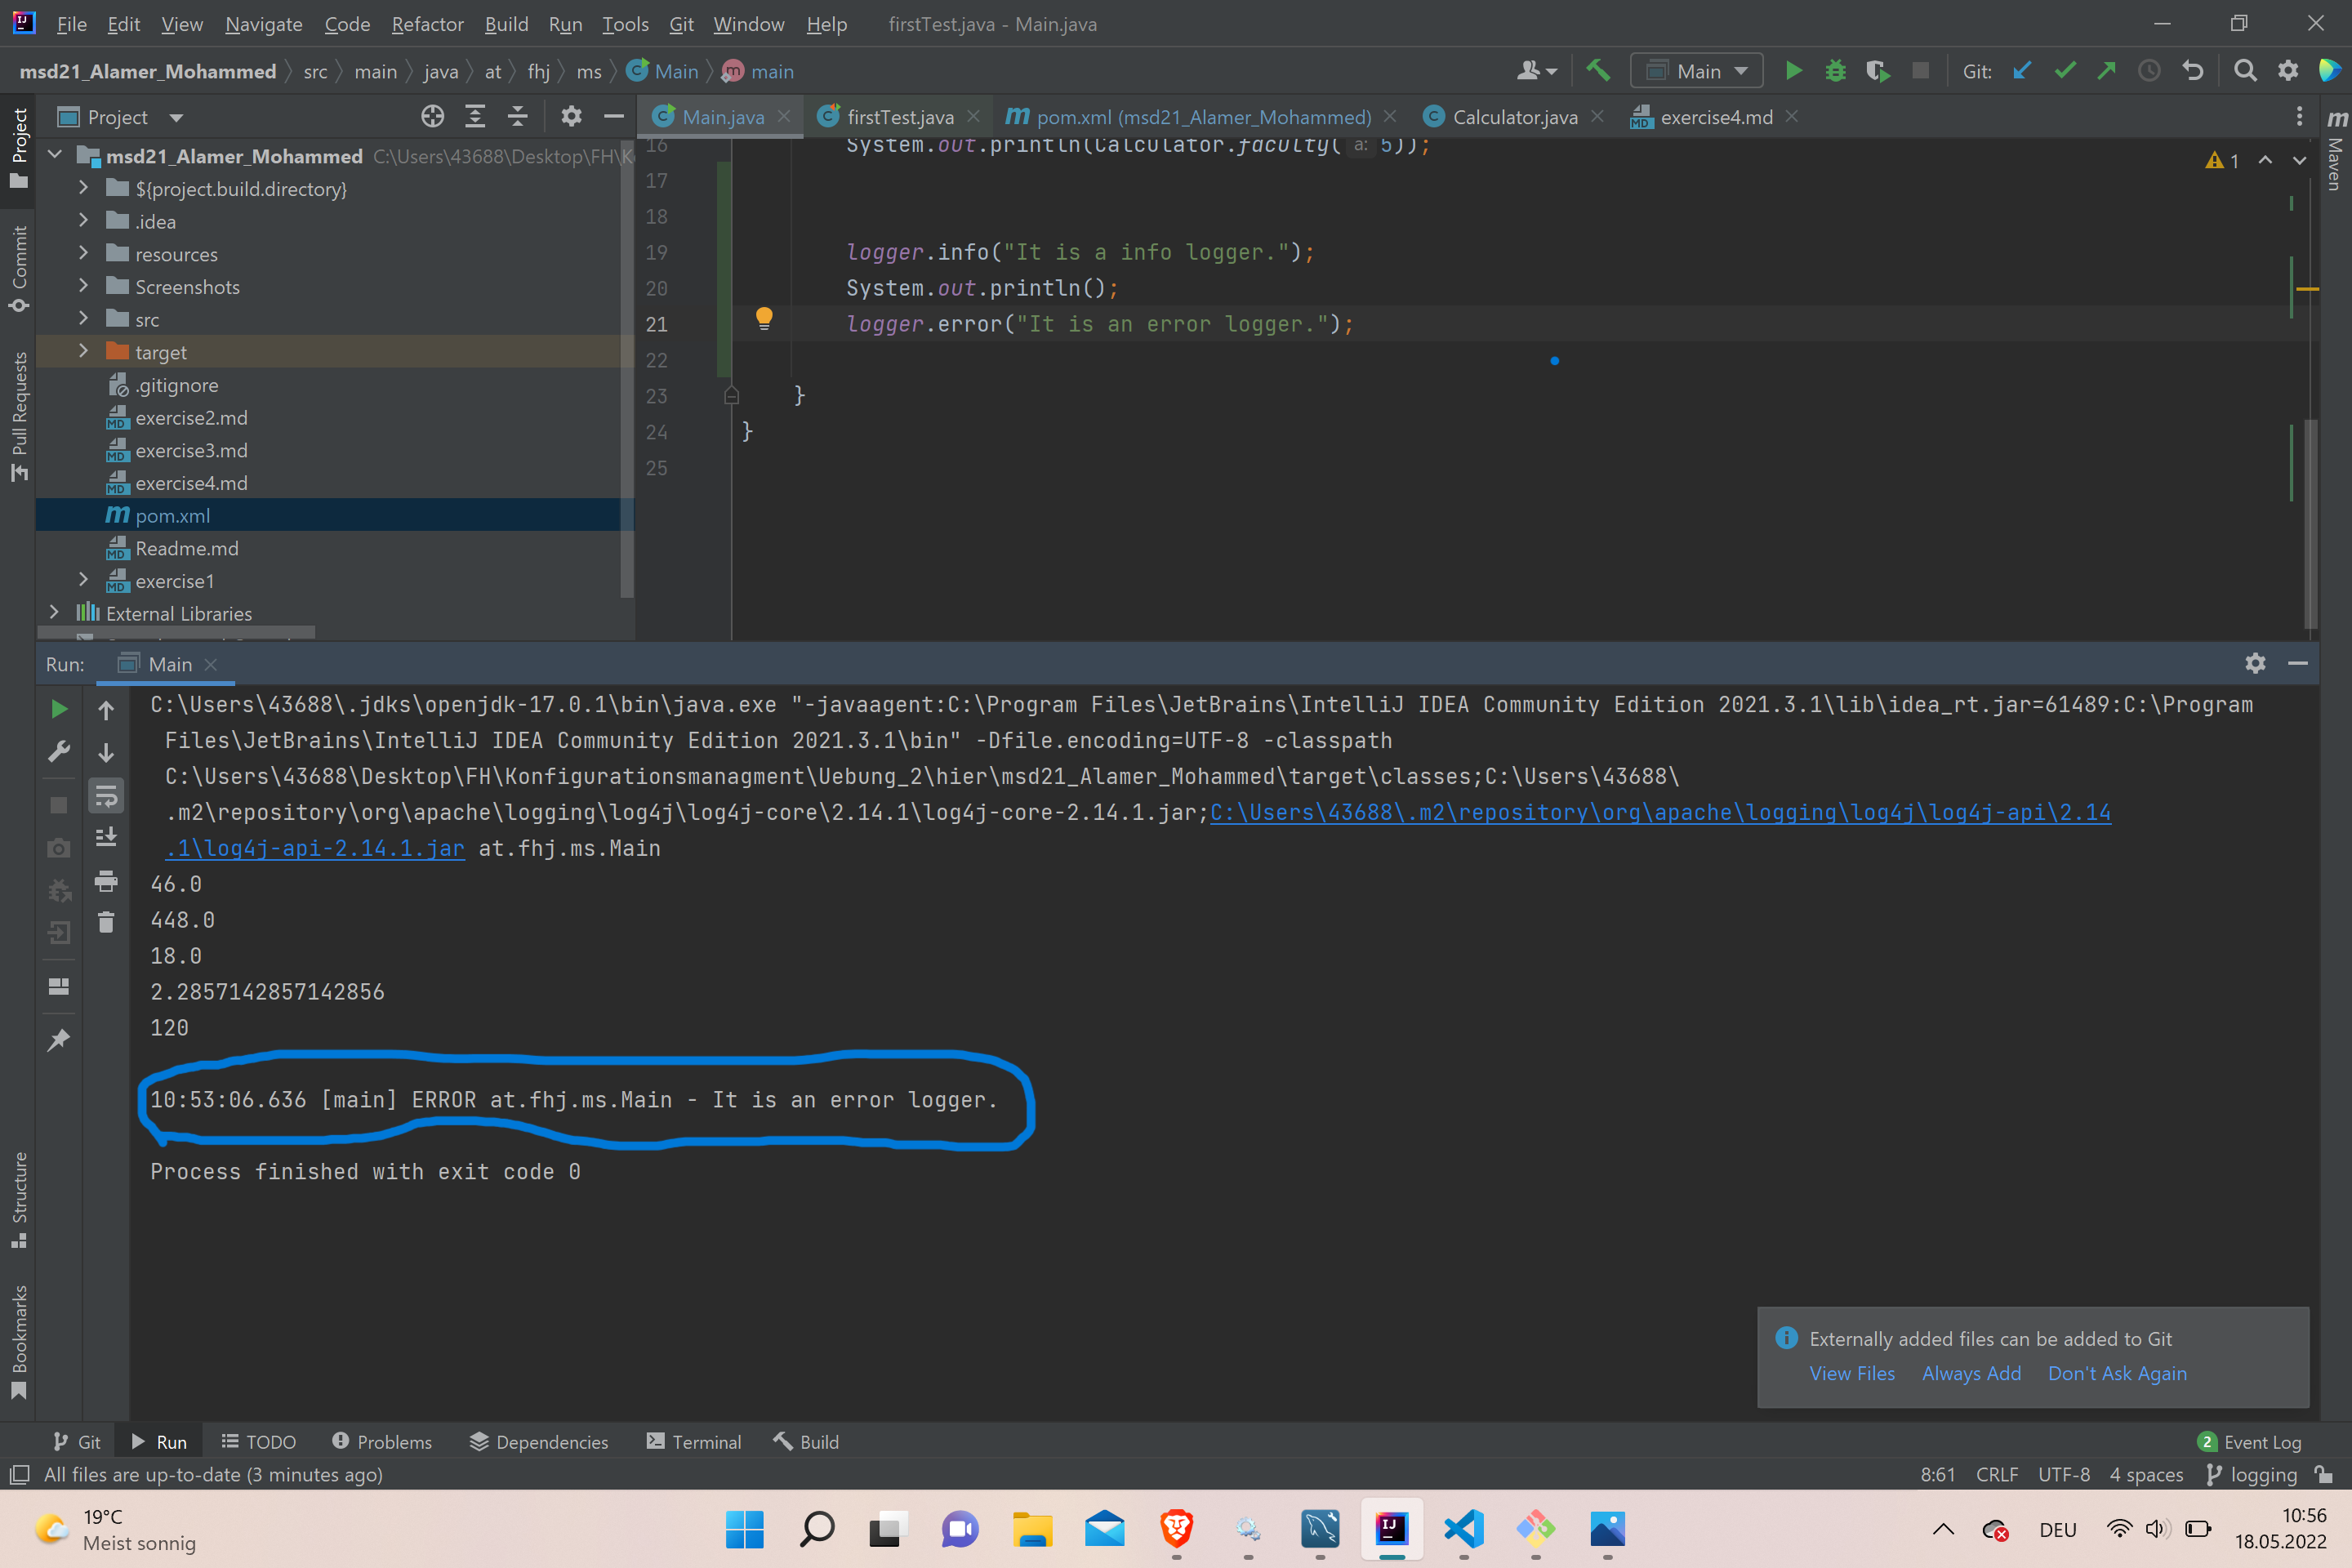 File Edit View Navigate Code Refactor Build Run Tools Git Window Help firstTest.java - Main.java
msd21_Alamer_Mohammed src main java at fhj ms Main main Main Git:
Project
Main.java firstTest.java pom.xml (msd21_Alamer_Mohammed) Calculator.java exercise4.md
Project
Commit
Pull Requests
msd21_Alamer_Mohammed C:\Users\43688\Desktop\FH\K
${project.build.directory}
.idea
resources
Screenshots
src
target
.gitignore
exercise2.md
exercise3.md
exercise4.md
pom.xml
Readme.md
exercise1
External Libraries
16 System.out.println(Calculator.faculty( a: 5));
17
18
19 logger.info("It is a info logger.");
20 System.out.println();
21 logger.error("It is an error logger.");
22
23 }
24 }
25
1
Maven
Run: Main
C:\Users\43688\.jdks\openjdk-17.0.1\bin\java.exe "-javaagent:C:\Program Files\JetBrains\IntelliJ IDEA Community Edition 2021.3.1\lib\idea_rt.jar=61489:C:\Program
Files\JetBrains\IntelliJ IDEA Community Edition 2021.3.1\bin" -Dfile.encoding=UTF-8 -classpath
C:\Users\43688\Desktop\FH\Konfigurationsmanagment\Uebung_2\hier\msd21_Alamer_Mohammed\target\classes;C:\Users\43688\
.m2\repository\org\apache\logging\log4j\log4j-core\2.14.1\log4j-core-2.14.1.jar;C:\Users\43688\.m2\repository\org\apache\logging\log4j\log4j-api\2.14
.1\log4j-api-2.14.1.jar at.fhj.ms.Main
46.0
448.0
18.0
2.2857142857142856
120
10:53:06.636 [main] ERROR at.fhj.ms.Main - It is an error logger.
Process finished with exit code 0
Structure
Bookmarks
Externally added files can be added to Git
View Files Always Add Don't Ask Again
Git Run TODO Problems Dependencies Terminal Build 2 Event Log
All files are up-to-date (3 minutes ago) 8:61 CRLF UTF-8 4 spaces logging
19°C
Meist sonnig
DEU
10:56
18.05.2022